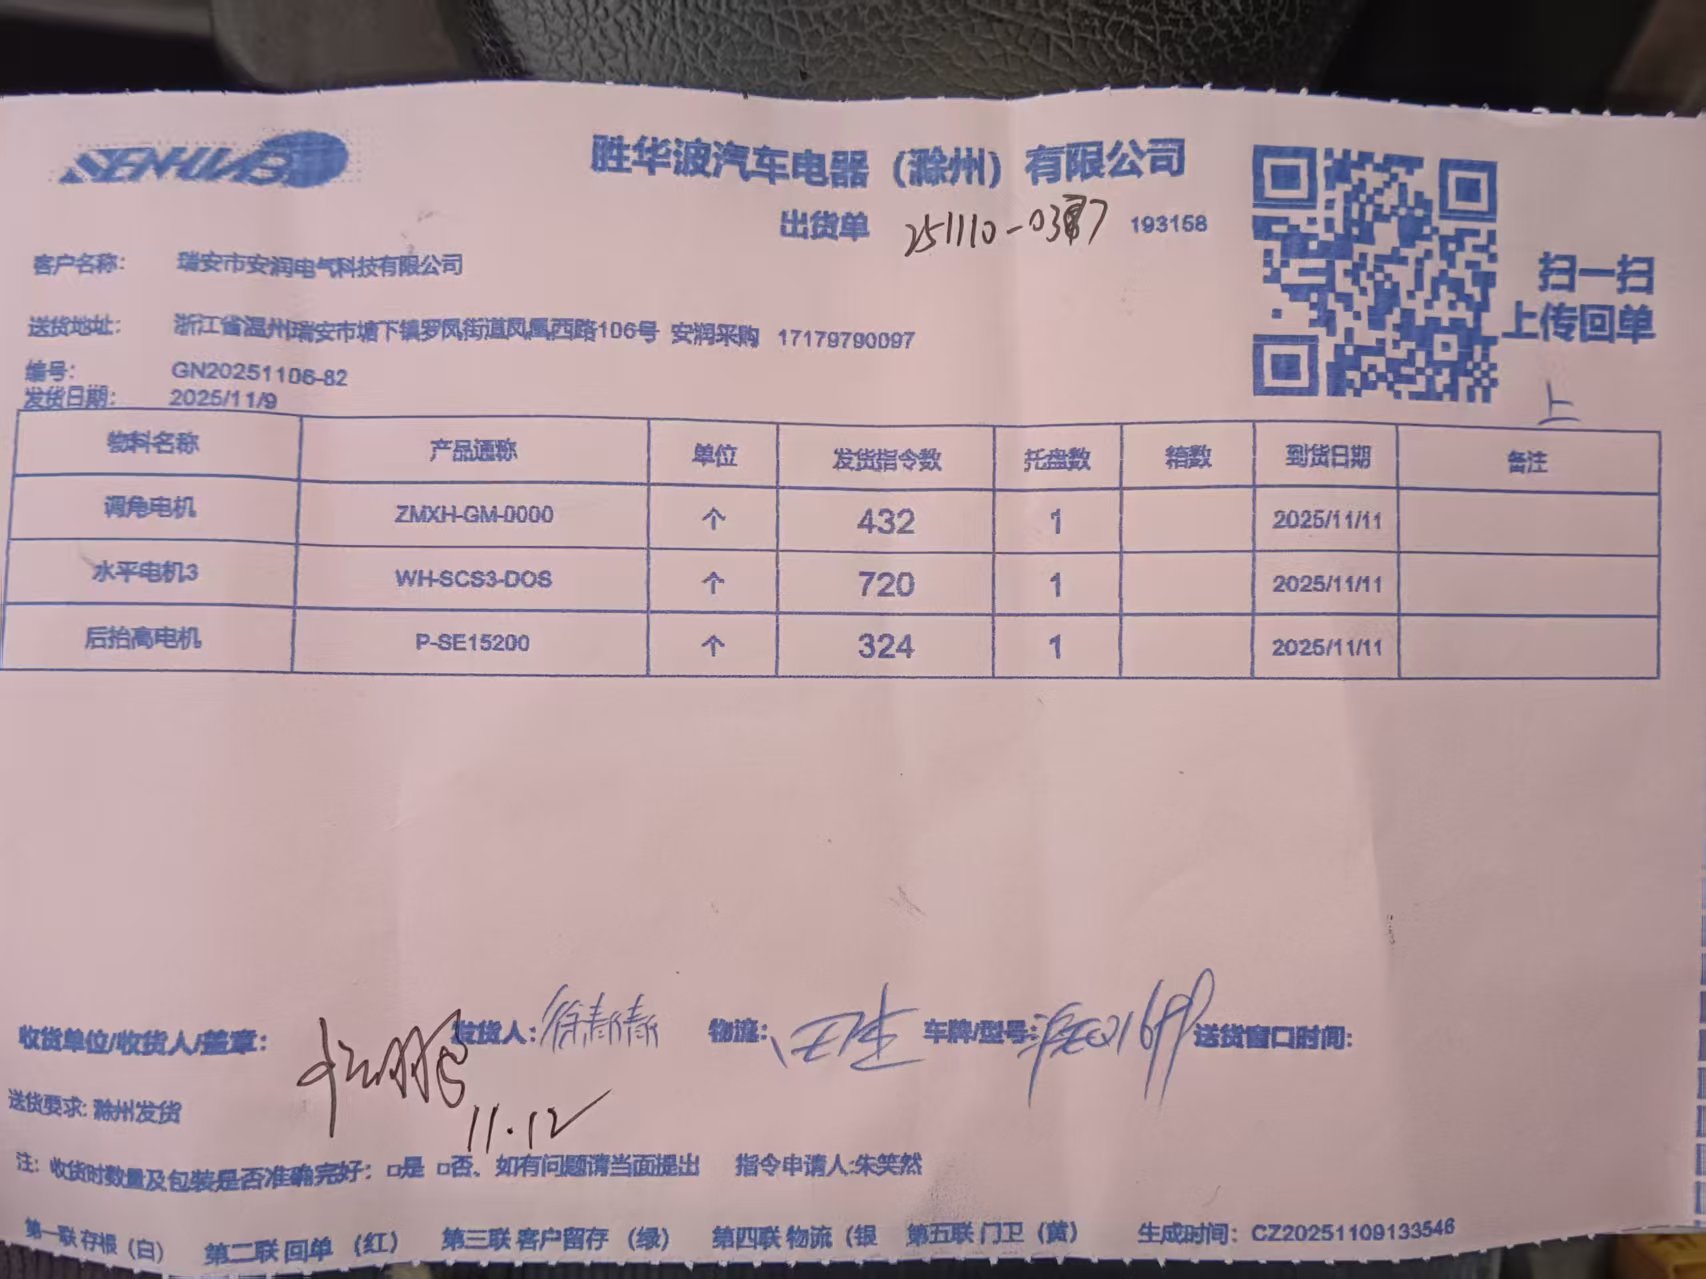 SENHUAB
胜华波汽车电器（滁州）有限公司
出货单 251110-0387 193158
扫一扫
上传回单
上
客户名称： 瑞安市安润电气科技有限公司
送货地址： 浙江省温州瑞安市塘下镇罗凤街道凤凰西路106号 安润采购 17179790097
编号： GN20251106-82
发货日期： 2025/11/9
物料名称 产品通称 单位 发货指令数 托盘数 箱数 到货日期 备注
调角电机 ZMXH-GM-0000 个 432 1 2025/11/11
水平电机3 WH-SCS3-DOS 个 720 1 2025/11/11
后抬高电机 P-SE15200 个 324 1 2025/11/11
收货单位/收货人/盖章： 发货人：徐青青 物流： 车牌/型号： 送货窗口时间：
11.12
送货要求: 滁州发货
注：收货时数量及包装是否准确完好：□是 □否、如有问题请当面提出 指令申请人:朱笑然
第一联 存根（白） 第二联 回单（红） 第三联 客户留存（绿） 第四联 物流（银 第五联 门卫（黄） 生成时间：CZ20251109133546